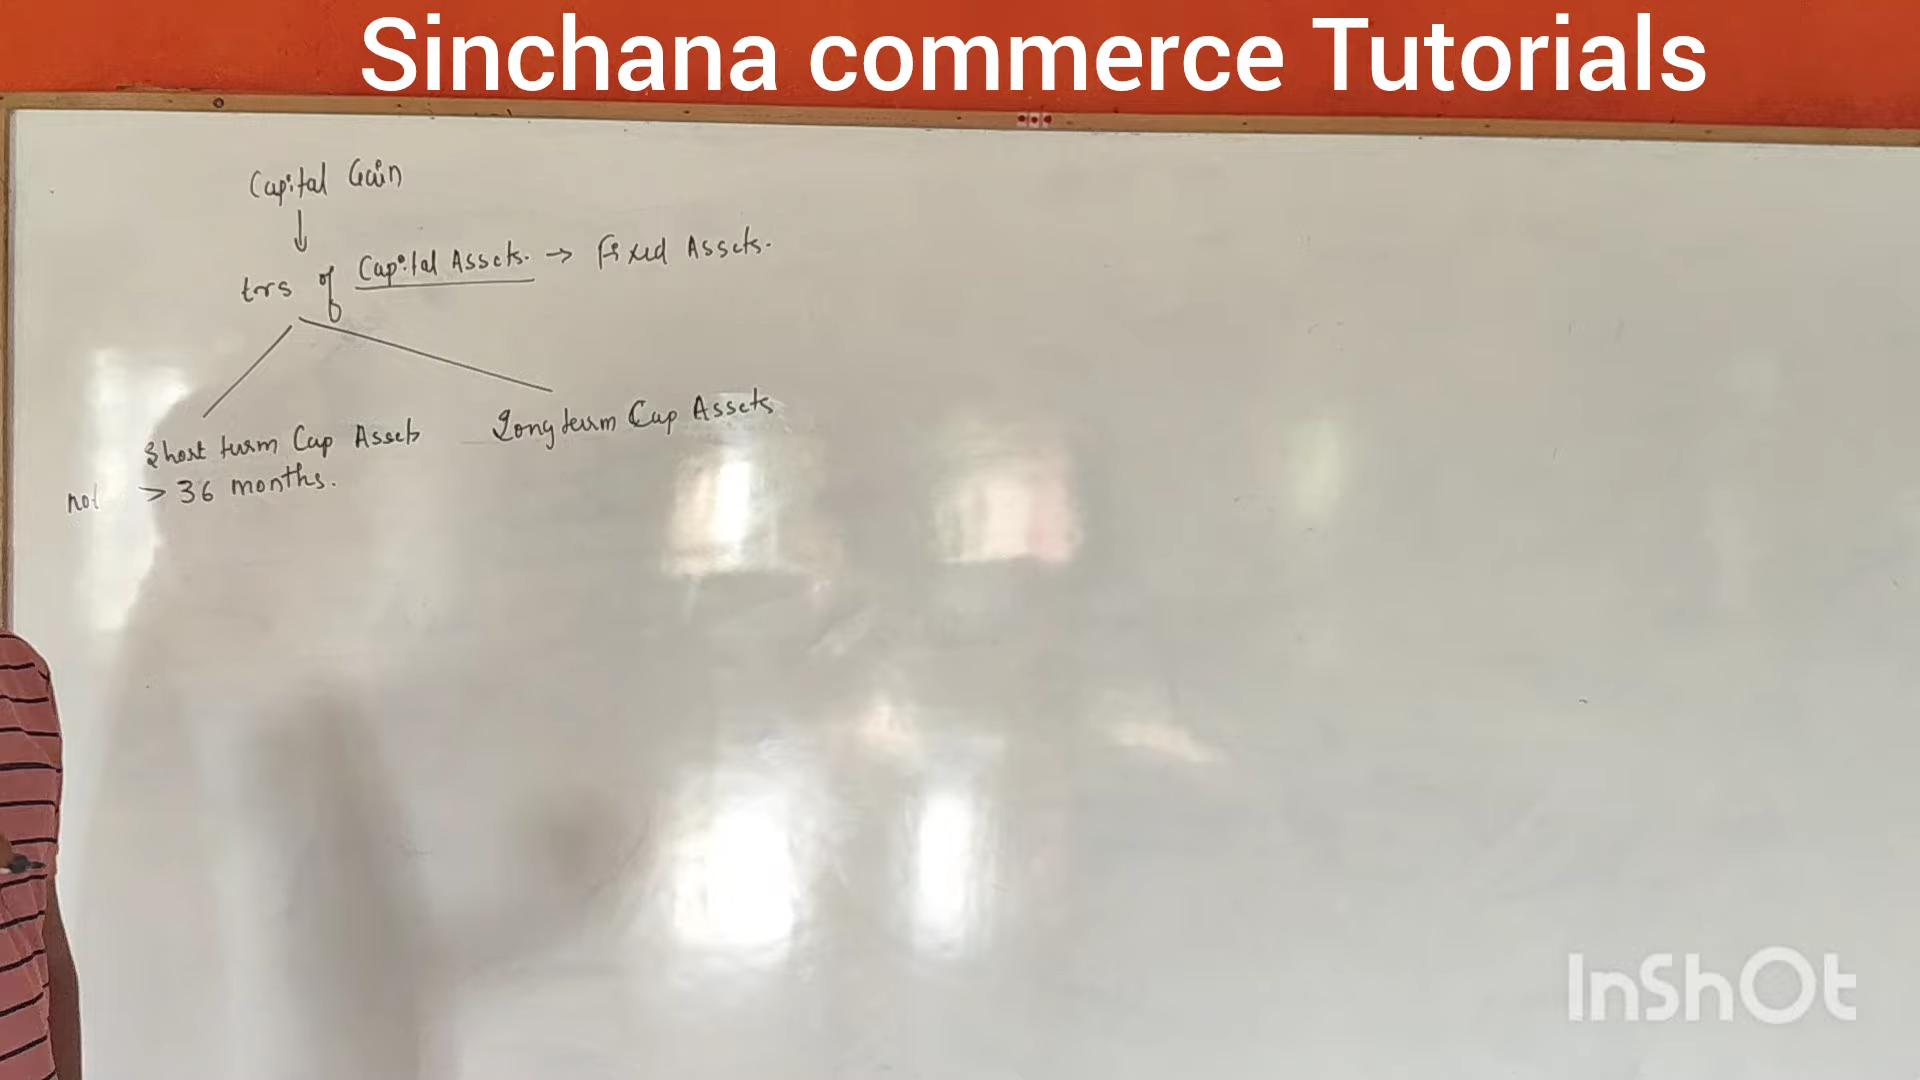 Sinchana commerce Tutorials
Capital Gain
↓
trs of Capital Assets. → Fixed Assets.
Short term Cap Assets Long term Cap Assets
not > 36 months.
InShOt